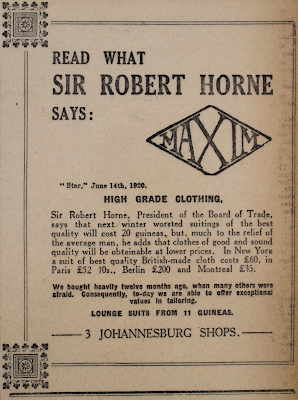 READ WHAT
SIR ROBERT HORNE
SAYS:
MAXIM
"Star," June 14th, 1920.
HIGH GRADE CLOTHING,
Sir Robert Horne, President of the Board of Trade,
says that next winter worsted suitings of the best
quality will cost 20 guineas, but, much to the relief of
the average man, he adds that clothes of good and sound
quality will be obtainable at lower prices. In New York
a suit of best quality British-made cloth costs £60, in
Paris £52 10s., Berlin £200 and Montreal £35.
We bought heavily twelve months ago, when many others were
afraid. Consequently, to-day we are able to offer exceptional
values in tailoring.
LOUNGE SUITS FROM 11 GUINEAS.
3 JOHANNESBURG SHOPS.